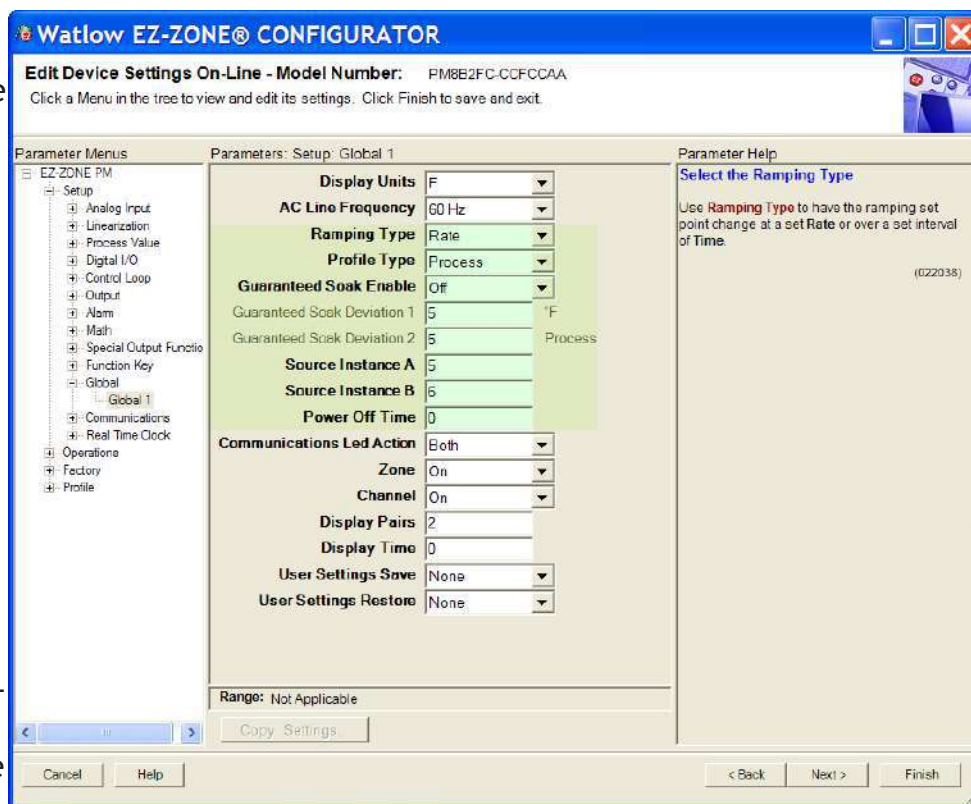 Watlow EZ-ZONE® CONFIGURATOR
Edit Device Settings On-Line - Model Number: PM8B2FC-CCFCCAA
Click a Menu in the tree to view and edit its settings. Click Finish to save and exit.
Parameter Menus
EZ-ZONE PM
Setup
Analog Input
Linearization
Process Value
Digital I/O
Control Loop
Output
Alarm
Math
Special Output Functio
Function Key
Global
Global 1
Communications
Real Time Clock
Operations
Factory
Profile
Parameters: Setup: Global 1
Display Units F
AC Line Frequency 60 Hz
Ramping Type Rate
Profile Type Process
Guaranteed Soak Enable Off
Guaranteed Soak Deviation 1 5 °F
Guaranteed Soak Deviation 2 5 Process
Source Instance A 5
Source Instance B 6
Power Off Time 0
Communications Led Action Both
Zone On
Channel On
Display Pairs 2
Display Time 0
User Settings Save None
User Settings Restore None
Range: Not Applicable
Copy Settings
Parameter Help
Select the Ramping Type
Use Ramping Type to have the ramping set
point change at a set Rate or over a set interval
of Time.
(022038)
Cancel Help < Back Next > Finish